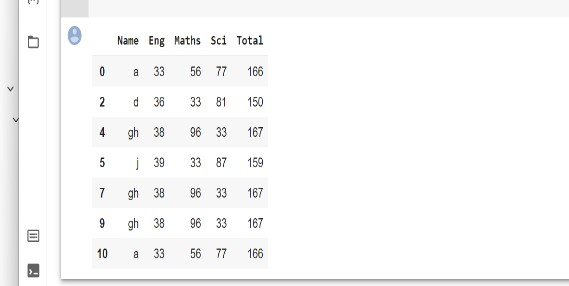 Name Eng Maths Sci Total
0 a 33 56 77 166
2 d 36 33 81 150
4 gh 38 96 33 167
5 j 39 33 87 159
7 gh 38 96 33 167
9 gh 38 96 33 167
10 a 33 56 77 166